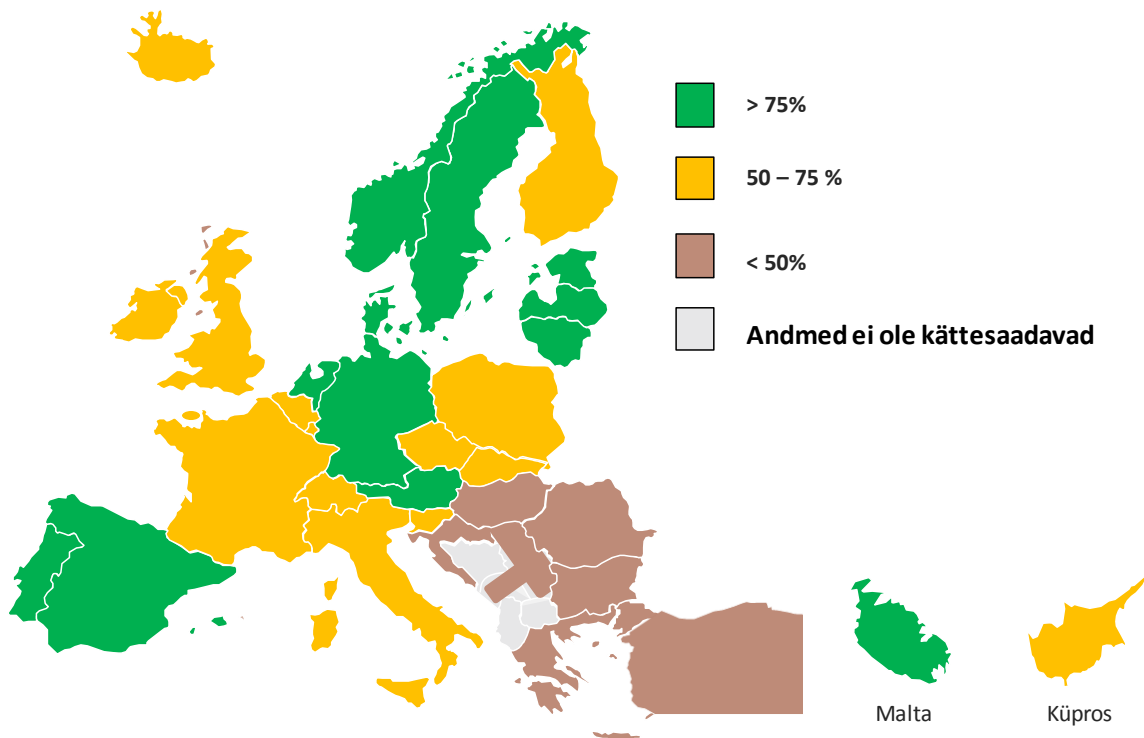 > 75%
50 – 75 %
< 50%
Andmed ei ole kättesaadavad
Malta
Küpros